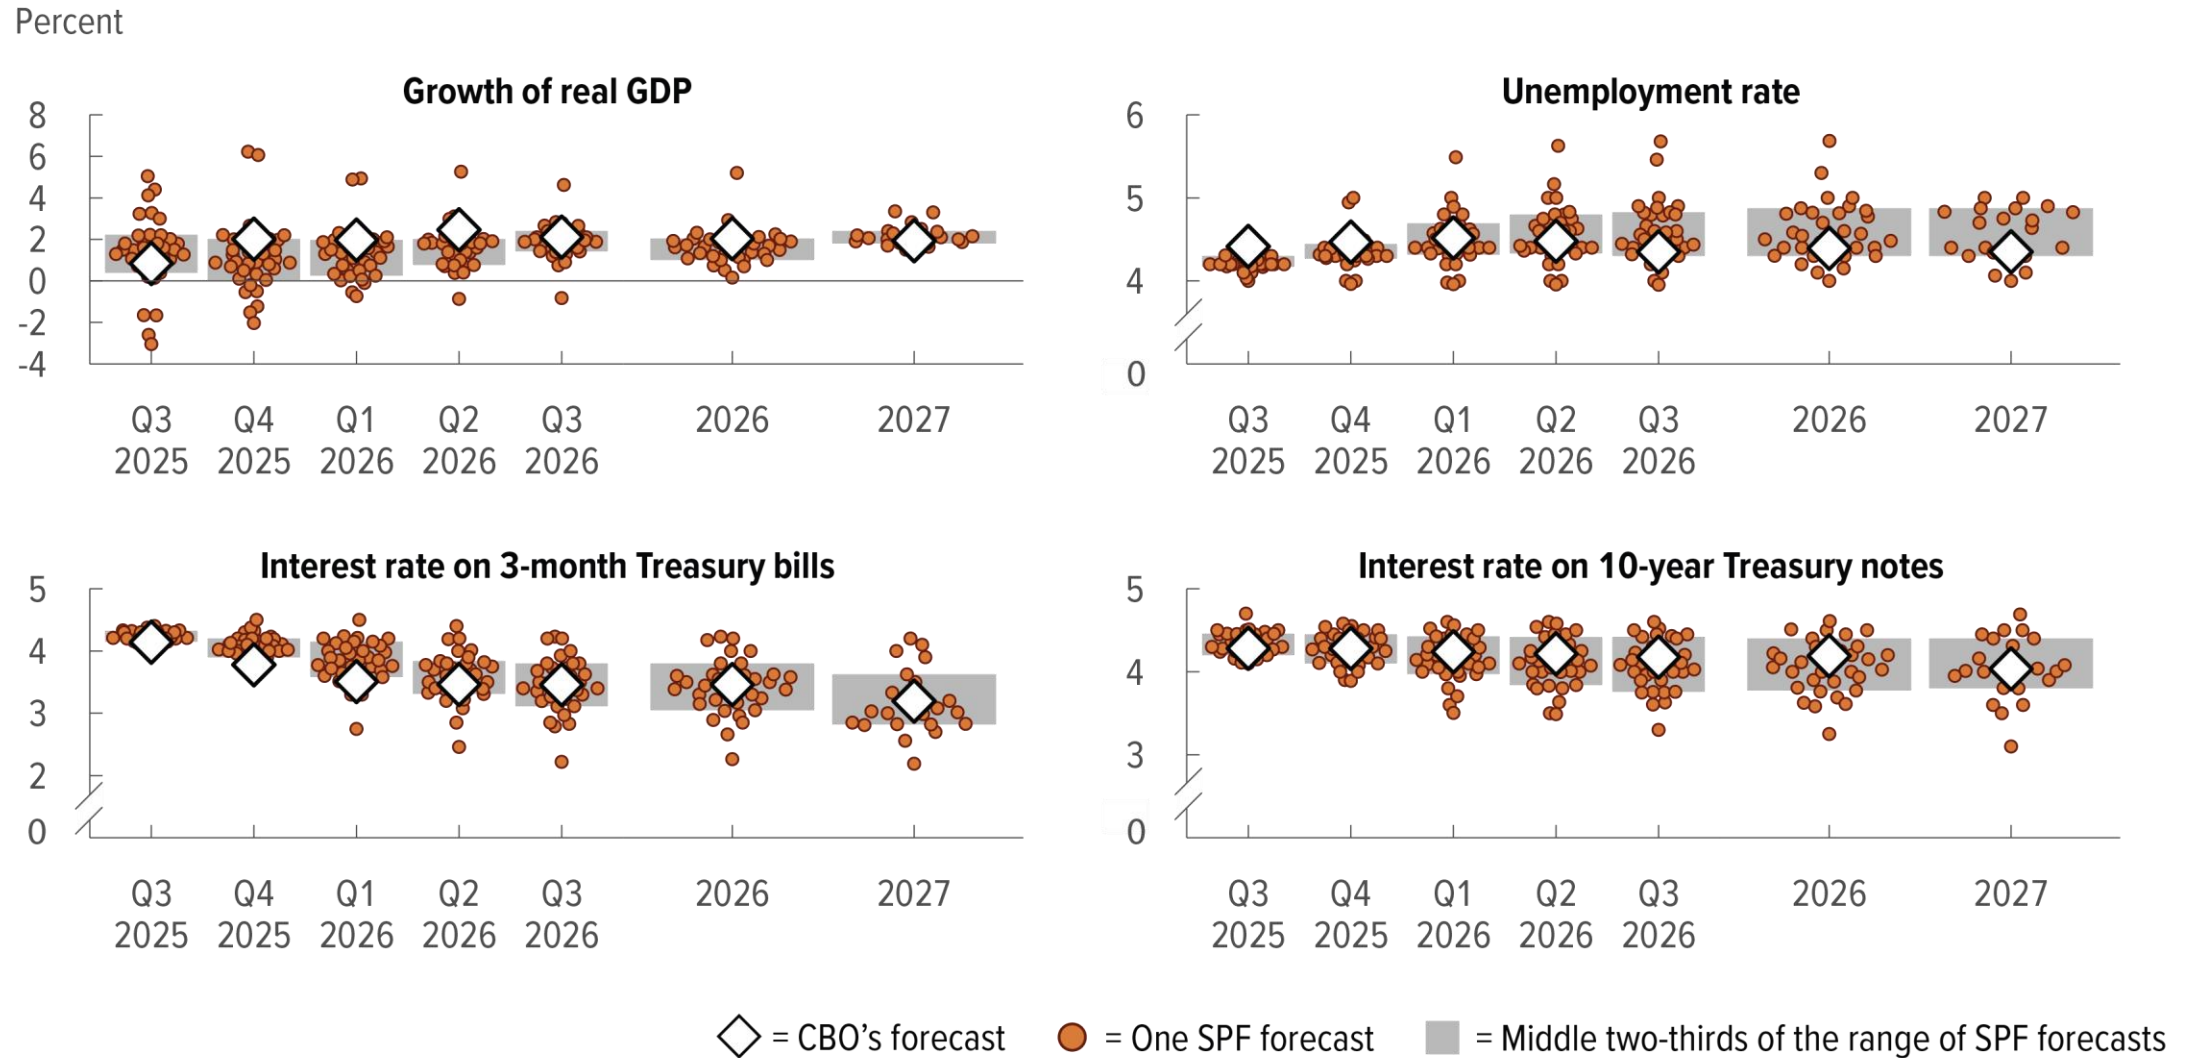 Percent
Growth of real GDP
8
6
4
2
0
-2
-4
Q3 Q4 Q1 Q2 Q3 2026 2027
2025 2025 2026 2026 2026
Unemployment rate
6
5
4
0
Q3 Q4 Q1 Q2 Q3 2026 2027
2025 2025 2026 2026 2026
Interest rate on 3-month Treasury bills
5
4
3
2
0
Q3 Q4 Q1 Q2 Q3 2026 2027
2025 2025 2026 2026 2026
Interest rate on 10-year Treasury notes
5
4
3
0
Q3 Q4 Q1 Q2 Q3 2026 2027
2025 2025 2026 2026 2026
= CBO’s forecast = One SPF forecast = Middle two-thirds of the range of SPF forecasts